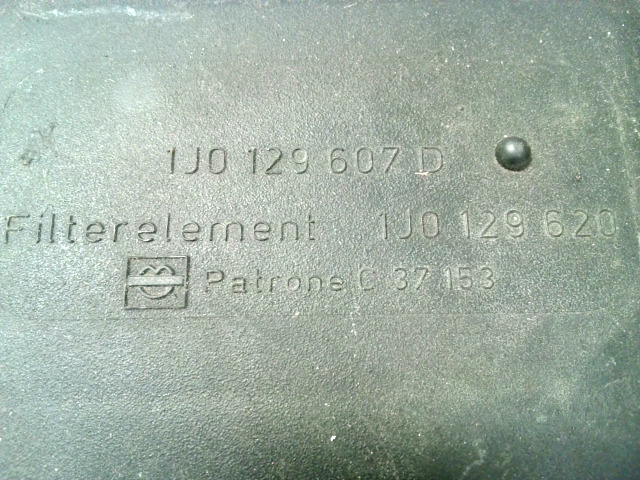 1J0 129 607 D
Filterelement 1J0 129 620
Patrone C 37 153